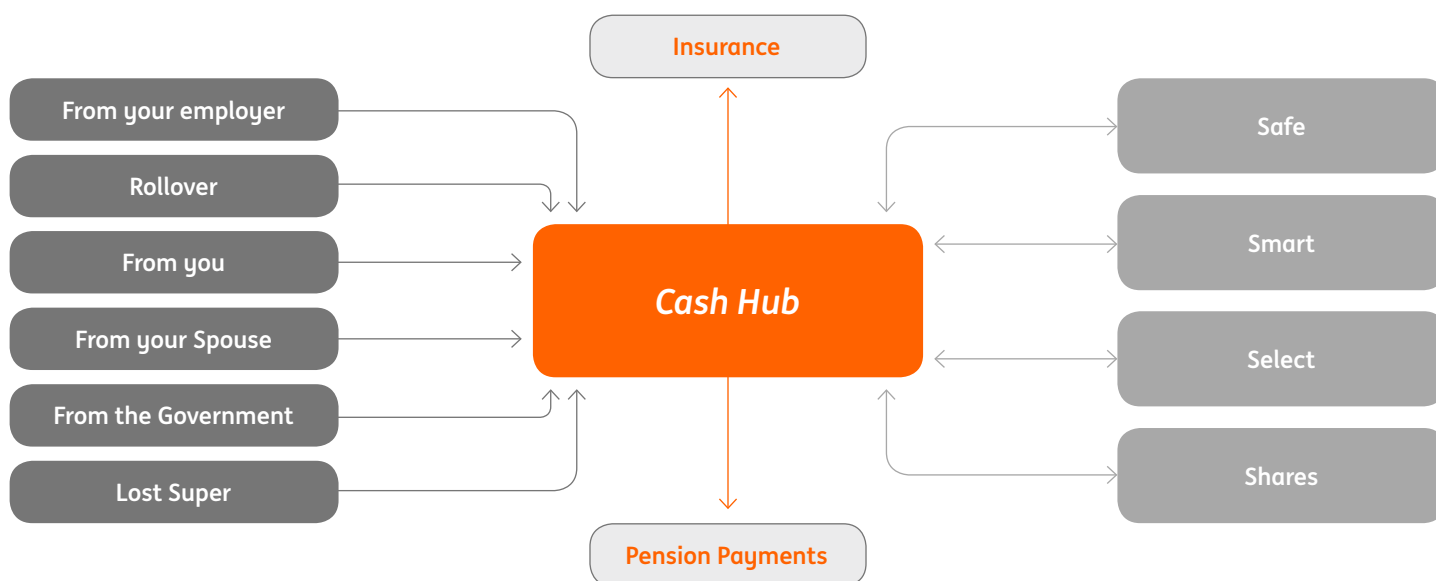 Insurance
From your employer
Rollover
From you
From your Spouse
From the Government
Lost Super
Cash Hub
Safe
Smart
Select
Shares
Pension Payments